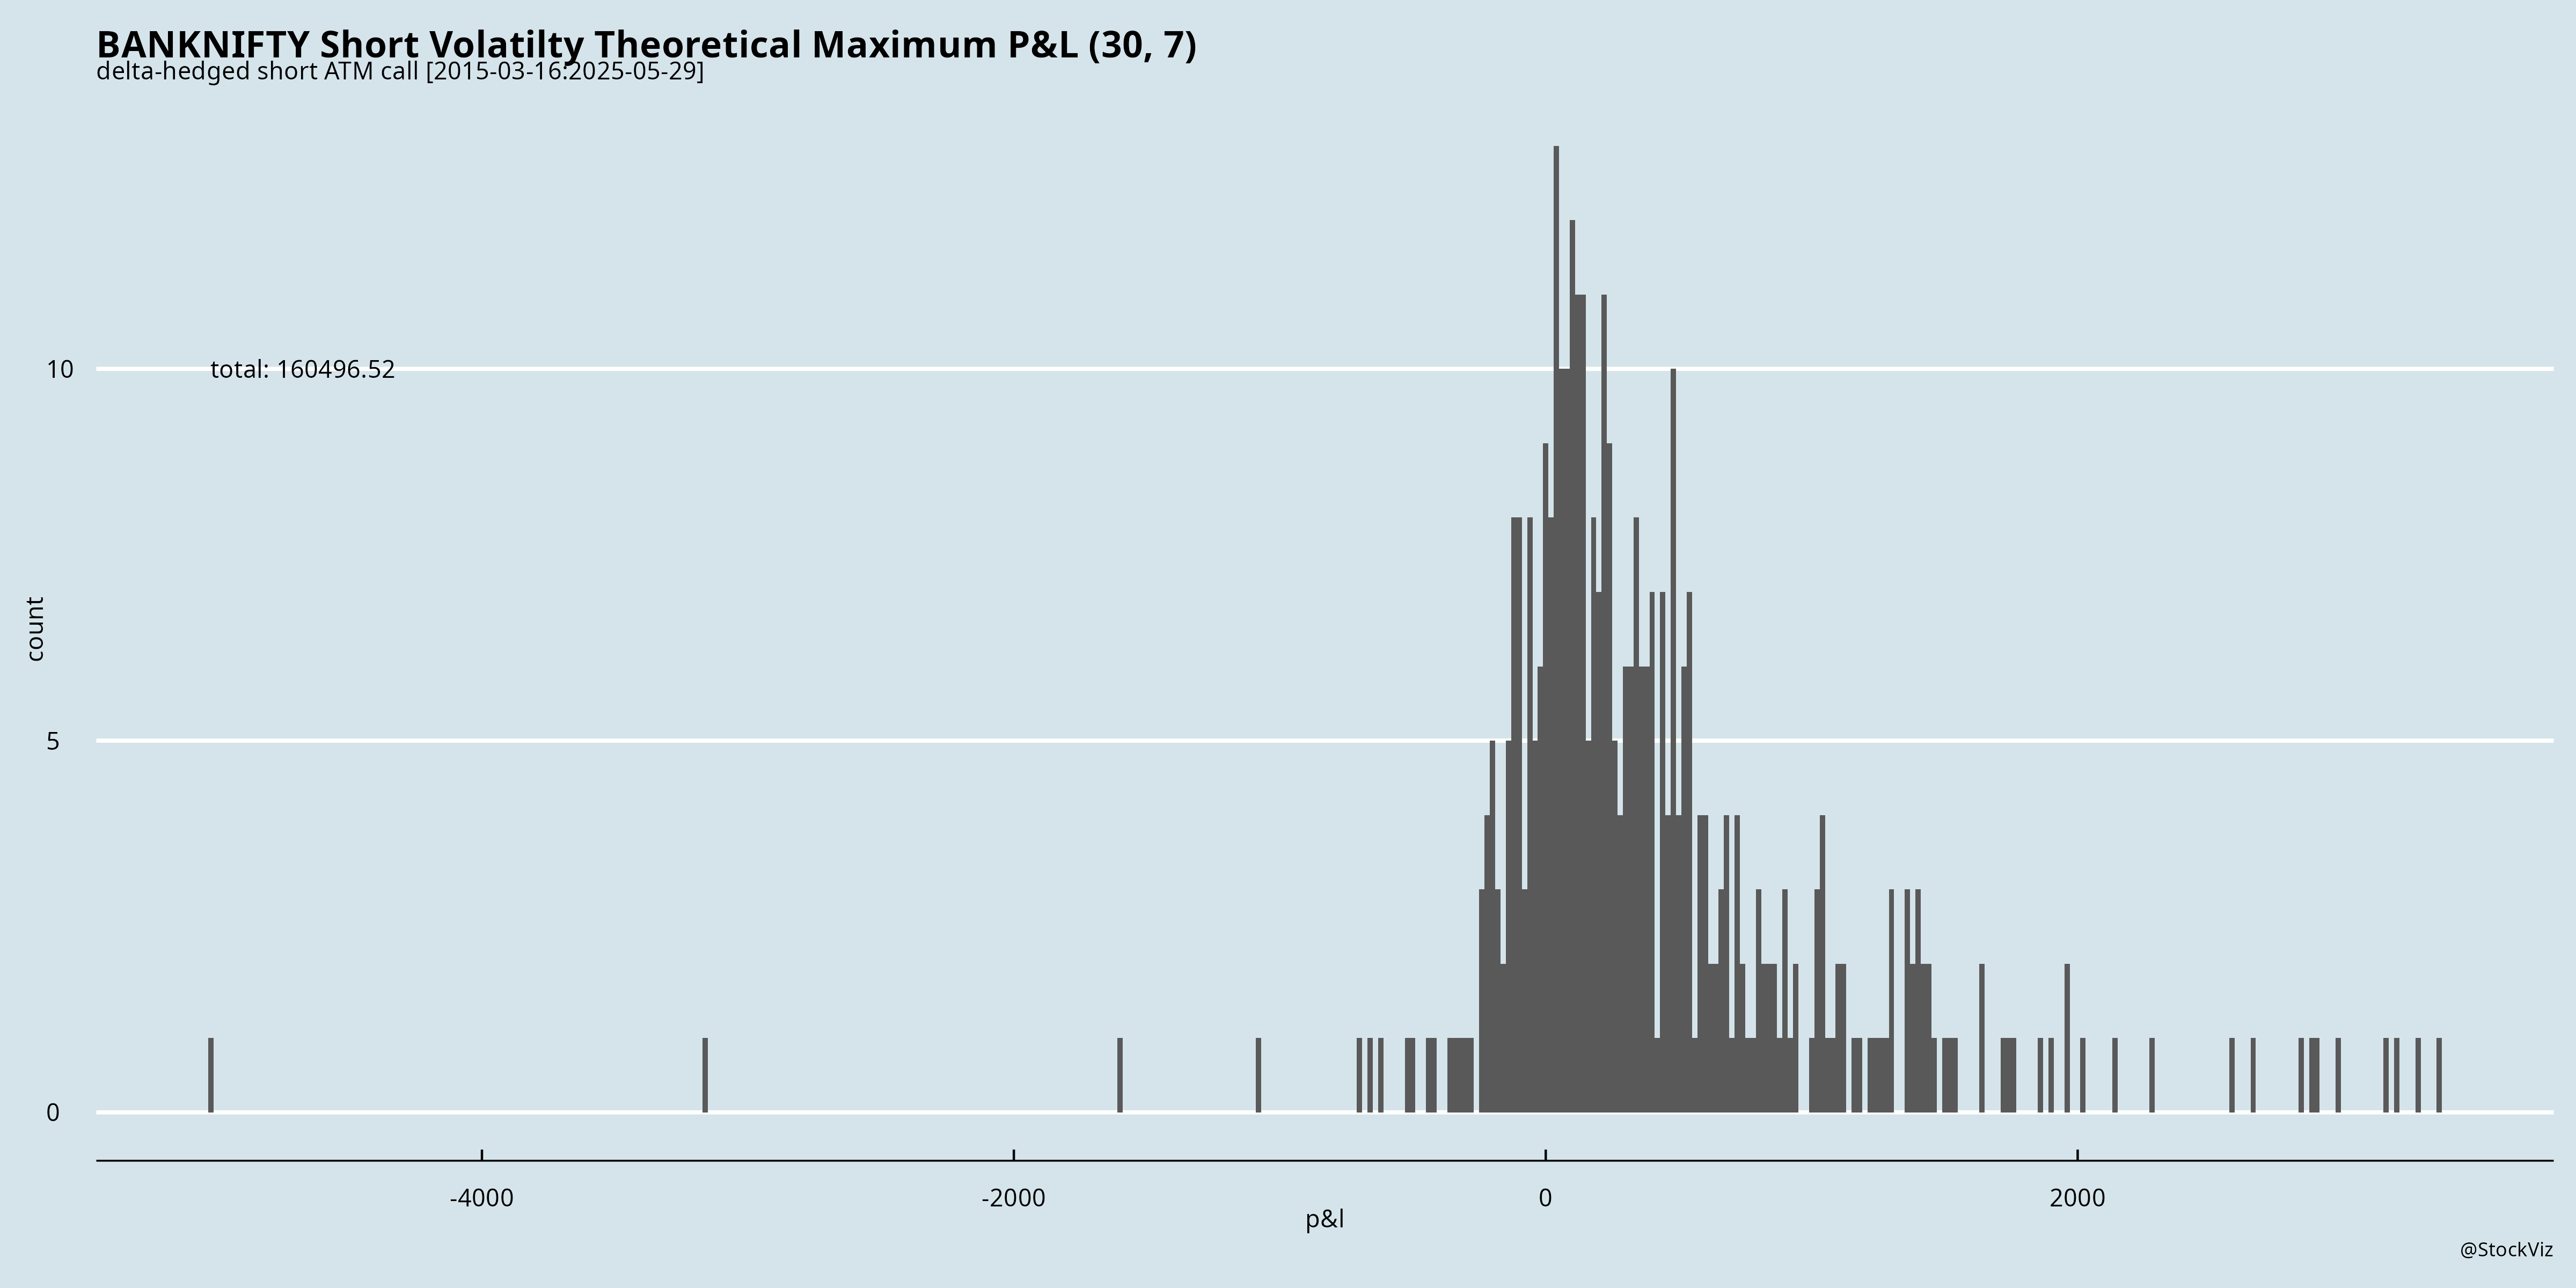 BANKNIFTY Short Volatilty Theoretical Maximum P&L (30, 7)
delta-hedged short ATM call [2015-03-16:2025-05-29]
10
total: 160496.52
count
5
0
-4000
-2000
0
2000
p&l
@StockViz